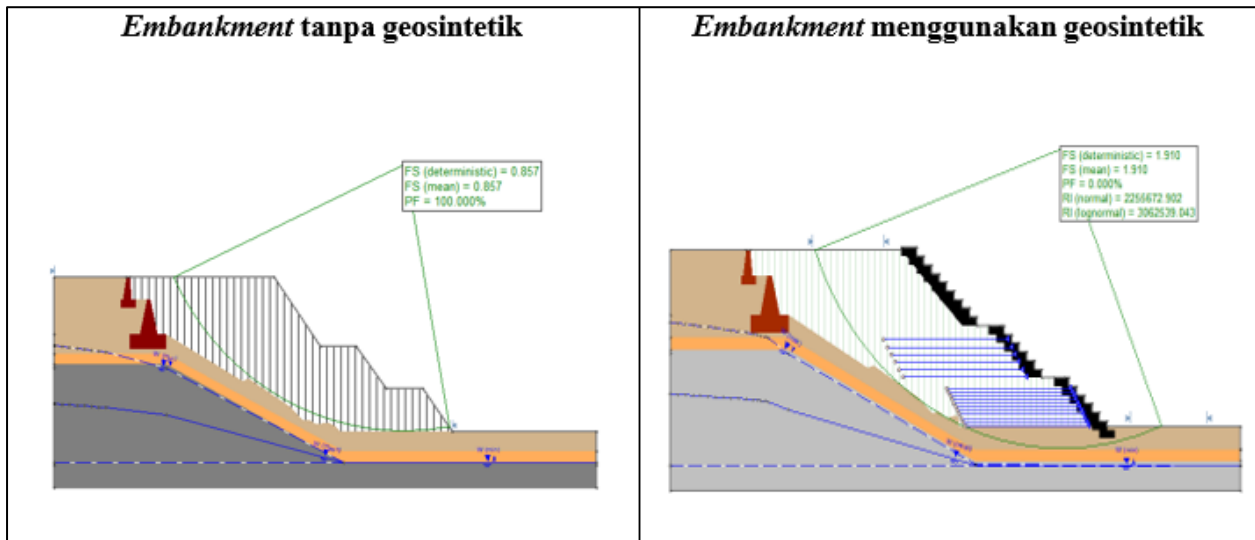 Embankment tanpa geosintetik
Embankment menggunakan geosintetik
FS (deterministic) = 0.857
FS (mean) = 0.857
PF = 100.000%
FS (deterministic) = 1.910
FS (mean) = 1.910
PF = 0.000%
RI (normal) = 2255672.902
RI (lognormal) = 3062539.043